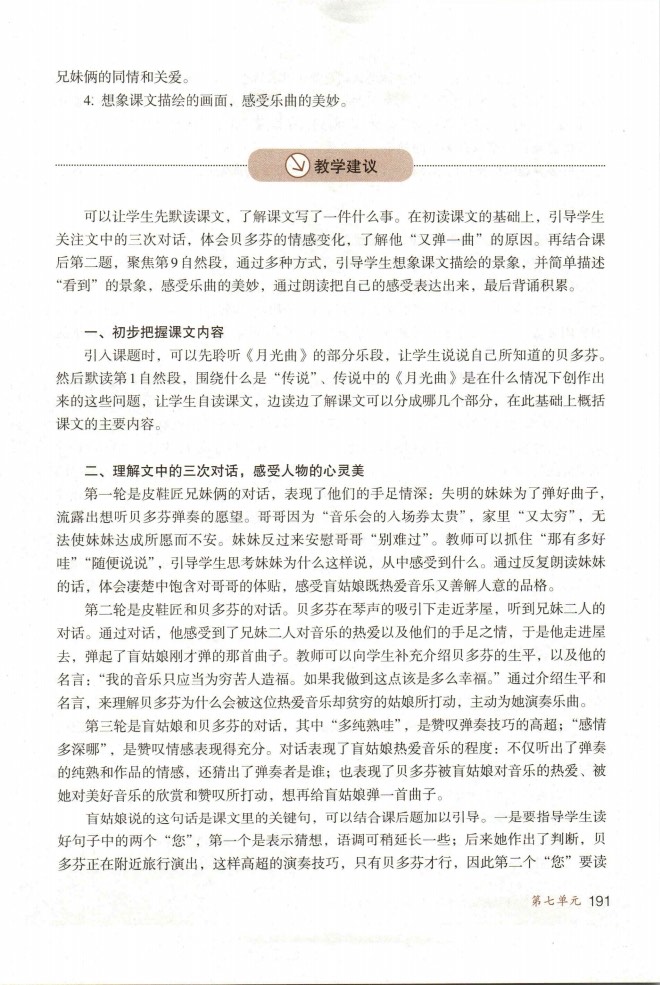 兄妹俩的同情和关爱。
4. 想象课文描绘的画面，感受乐曲的美妙。
教学建议
可以让学生先默读课文，了解课文写了一件什么事。在初读课文的基础上，引导学生
关注文中的三次对话，体会贝多芬的情感变化，了解他“又弹一曲”的原因。再结合课
后第二题，聚焦第9自然段，通过多种方式，引导学生想象课文描绘的景象，并简单描述
“看到”的景象，感受乐曲的美妙，通过朗读把自己的感受表达出来，最后背诵积累。
一、初步把握课文内容
引入课题时，可以先聆听《月光曲》的部分乐段，让学生说说自己所知道的贝多芬。
然后默读第1自然段，围绕什么是“传说”、传说中的《月光曲》是在什么情况下创作出
来的这些问题，让学生自读课文，边读边了解课文可以分成哪几个部分，在此基础上概括
课文的主要内容。
二、理解文中的三次对话，感受人物的心灵美
第一轮是皮鞋匠兄妹俩的对话，表现了他们的手足情深：失明的妹妹为了弹好曲子，
流露出想听贝多芬弹奏的愿望。哥哥因为“音乐会的入场券太贵”，家里“又太穷”，无
法使妹妹达成所愿而不安。妹妹反过来安慰哥哥“别难过”。教师可以抓住“那有多好
哇”“随便说说”，引导学生思考妹妹为什么这样说，从中感受到什么。通过反复朗读妹妹
的话，体会凄楚中饱含对哥哥的体贴，感受盲姑娘既热爱音乐又善解人意的品格。
第二轮是皮鞋匠和贝多芬的对话。贝多芬在琴声的吸引下走近茅屋，听到兄妹二人的
对话。通过对话，他感受到了兄妹二人对音乐的热爱以及他们的手足之情，于是他走进屋
去，弹起了盲姑娘刚才弹的那首曲子。教师可以向学生补充介绍贝多芬的生平，以及他的
名言：“我的音乐只应当为穷苦人造福。如果我做到这点该是多么幸福。”通过介绍生平和
名言，来理解贝多芬为什么会被这位热爱音乐却贫穷的姑娘所打动，主动为她演奏乐曲。
第三轮是盲姑娘和贝多芬的对话，其中“多纯熟哇”，是赞叹弹奏技巧的高超；“感情
多深哪”，是赞叹情感表现得充分。对话表现了盲姑娘热爱音乐的程度：不仅听出了弹奏
的纯熟和作品的情感，还猜出了弹奏者是谁；也表现了贝多芬被盲姑娘对音乐的热爱、被
她对美好音乐的欣赏和赞叹所打动，想再给盲姑娘弹一首曲子。
盲姑娘说的这句话是课文里的关键句，可以结合课后题加以引导。一是要指导学生读
好句子中的两个“您”，第一个是表示猜想，语调可稍延长一些；后来她作出了判断，贝
多芬正在附近旅行演出，这样高超的演奏技巧，只有贝多芬才行，因此第二个“您”要读
第七单元 191